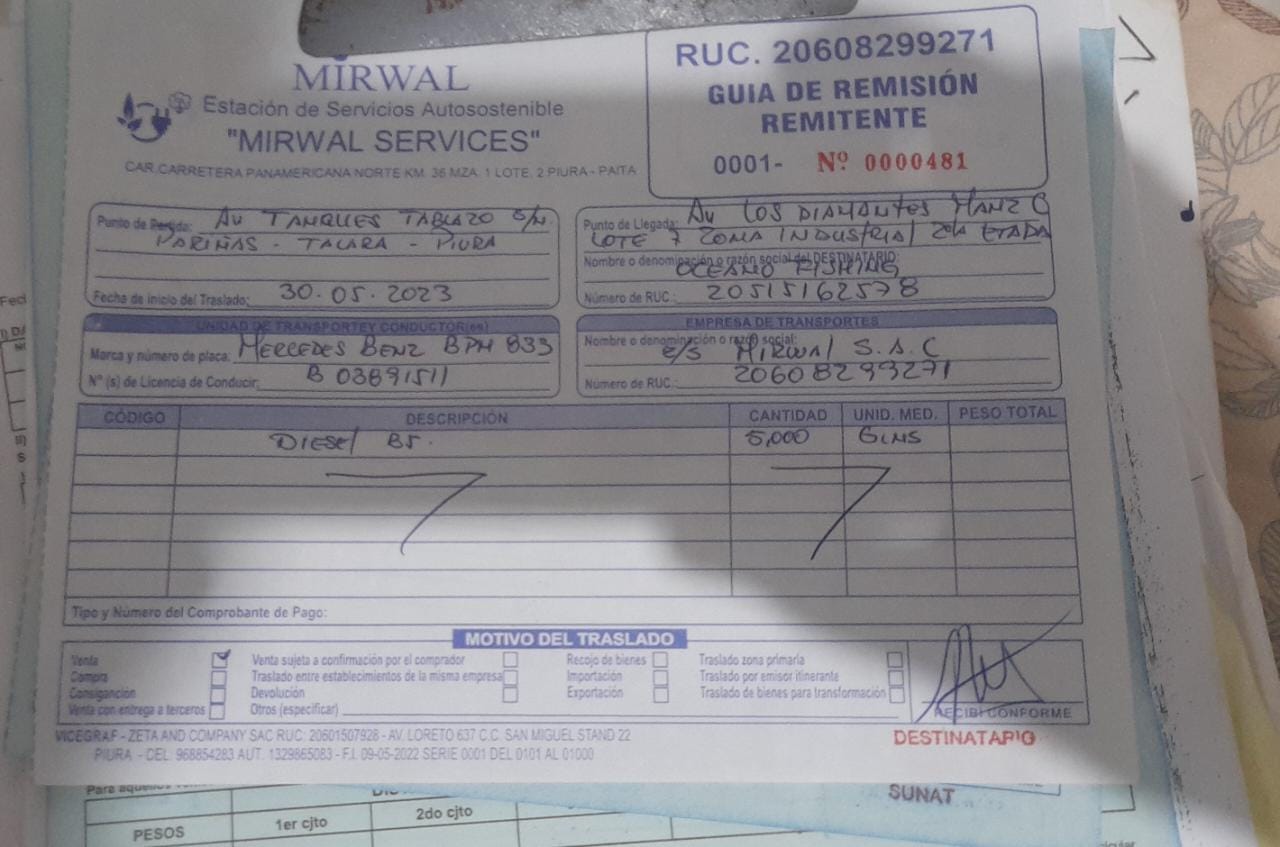 MIRWAL
Estación de Servicios Autosostenible
"MIRWAL SERVICES"
CAR.CARRETERA PANAMERICANA NORTE KM. 36 MZA. 1 LOTE. 2 PIURA - PAITA
RUC. 20608299271
GUIA DE REMISIÓN
REMITENTE
0001- Nº 0000481
Punto de Partida: AV TANQUES TABLAZO S/N.
PARIÑAS - TALARA - PIURA
Fecha de inicio del Traslado: 30.05.2023
Punto de Llegada: AV LOS DIAMANTES MANZ
LOTE 7 ZONA INDUSTRIAL 2DA ETAPA
Nombre o denominación o razón social del DESTINATARIO:
OCEANO FISHING
Número de RUC.: 20515162578
UNIDAD DE TRANSPORTE Y CONDUCTOR(es)
Marca y número de placa: MERCEDES BENZ BPH 833
Nº (s) de Licencia de Conducir: B 03891511
EMPRESA DE TRANSPORTES
Nombre o denominación o razón social:
E/S MIRWAL S.A.C
Número de RUC.: 20608299271
CÓDIGO DESCRIPCIÓN CANTIDAD UNID. MED. PESO TOTAL
DIESEL B5. 5,000 GLNS
Tipo y Número del Comprobante de Pago:
MOTIVO DEL TRASLADO
Venta Venta sujeta a confirmación por el comprador Recojo de bienes Traslado zona primaria
Compra Traslado entre establecimientos de la misma empresa Importación Traslado por emisor itinerante
Consignación Devolución Exportación Traslado de bienes para transformación
Venta con entrega a terceros Otros (especificar)
RECIBI CONFORME
VICEGRAF - ZETA AND COMPANY SAC RUC: 20601507928 - AV. LORETO 637 C.C. SAN MIGUEL STAND 22
PIURA - CEL: 968854283 AUT. 1329865083 - F.I. 09-05-2022 SERIE 0001 DEL 0101 AL 01000
DESTINATARIO
SUNAT
Para aquellos
PESOS 1er cjto 2do cjto